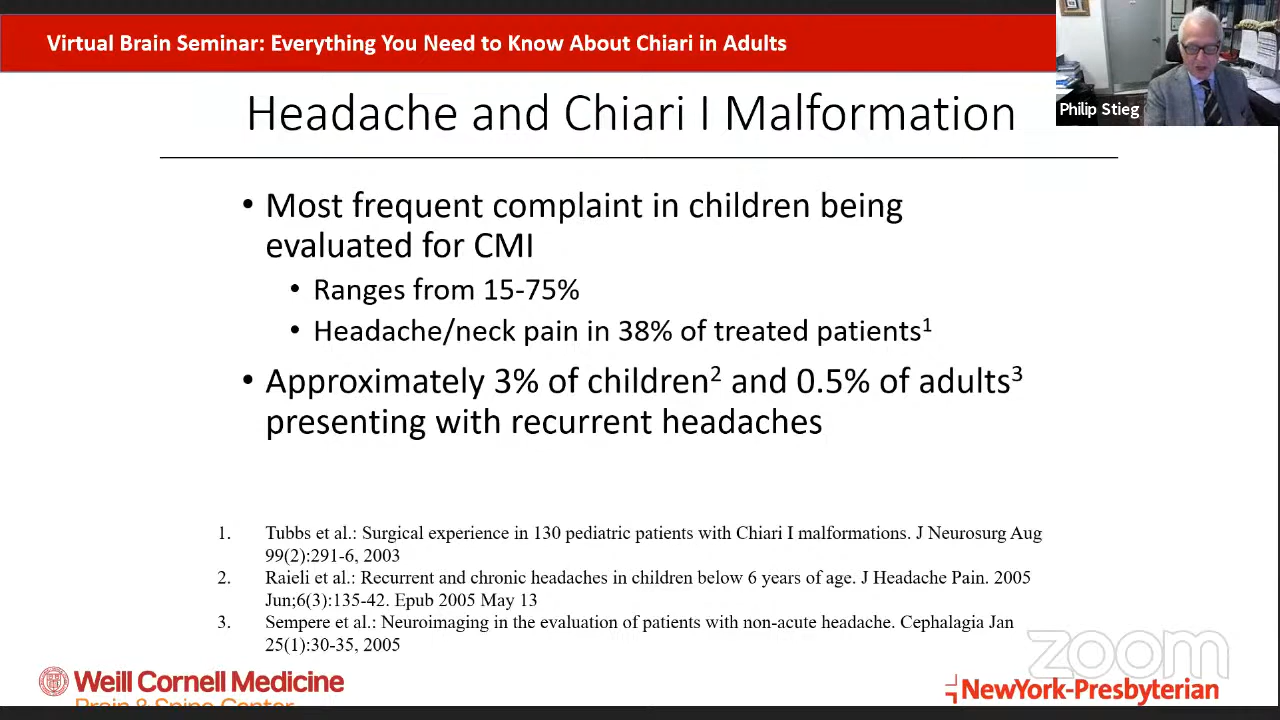 Virtual Brain Seminar: Everything You Need to Know About Chiari in Adults
Philip Stieg
Headache and Chiari I Malformation
• Most frequent complaint in children being
evaluated for CMI
• Ranges from 15-75%
• Headache/neck pain in 38% of treated patients¹
• Approximately 3% of children² and 0.5% of adults³
presenting with recurrent headaches
1. Tubbs et al.: Surgical experience in 130 pediatric patients with Chiari I malformations. J Neurosurg Aug
99(2):291-6, 2003
2. Raieli et al.: Recurrent and chronic headaches in children below 6 years of age. J Headache Pain. 2005
Jun;6(3):135-42. Epub 2005 May 13
3. Sempere et al.: Neuroimaging in the evaluation of patients with non-acute headache. Cephalagia Jan
25(1):30-35, 2005
zoom
Weill Cornell Medicine
Brain & Spine Center
NewYork-Presbyterian